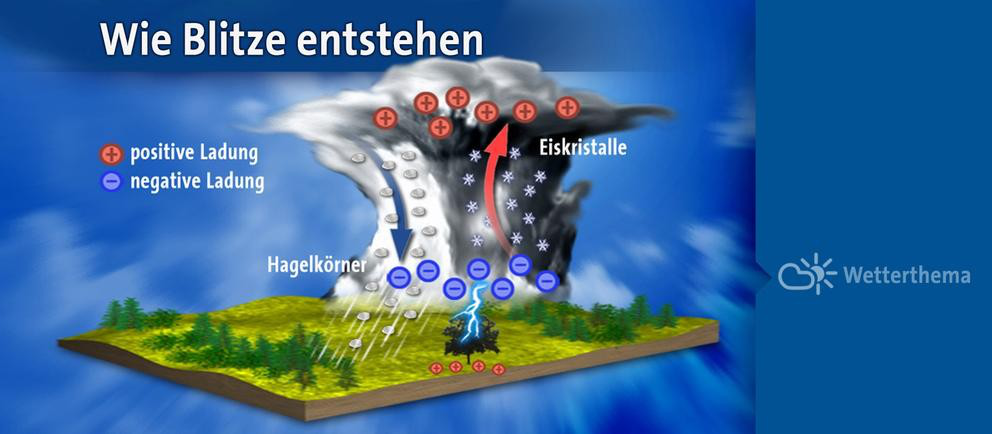 Wie Blitze entstehen
positive Ladung
negative Ladung
Eiskristalle
Hagelkörner
Wetterthema